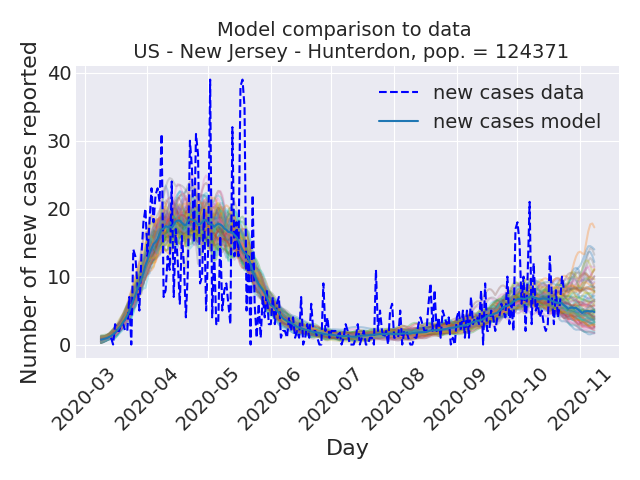 Model comparison to data
US - New Jersey - Hunterdon, pop. = 124371
Number of new cases reported
40
30
20
10
0
new cases data
new cases model
2020-03
2020-04
2020-05
2020-06
2020-07
2020-08
2020-09
2020-10
2020-11
Day